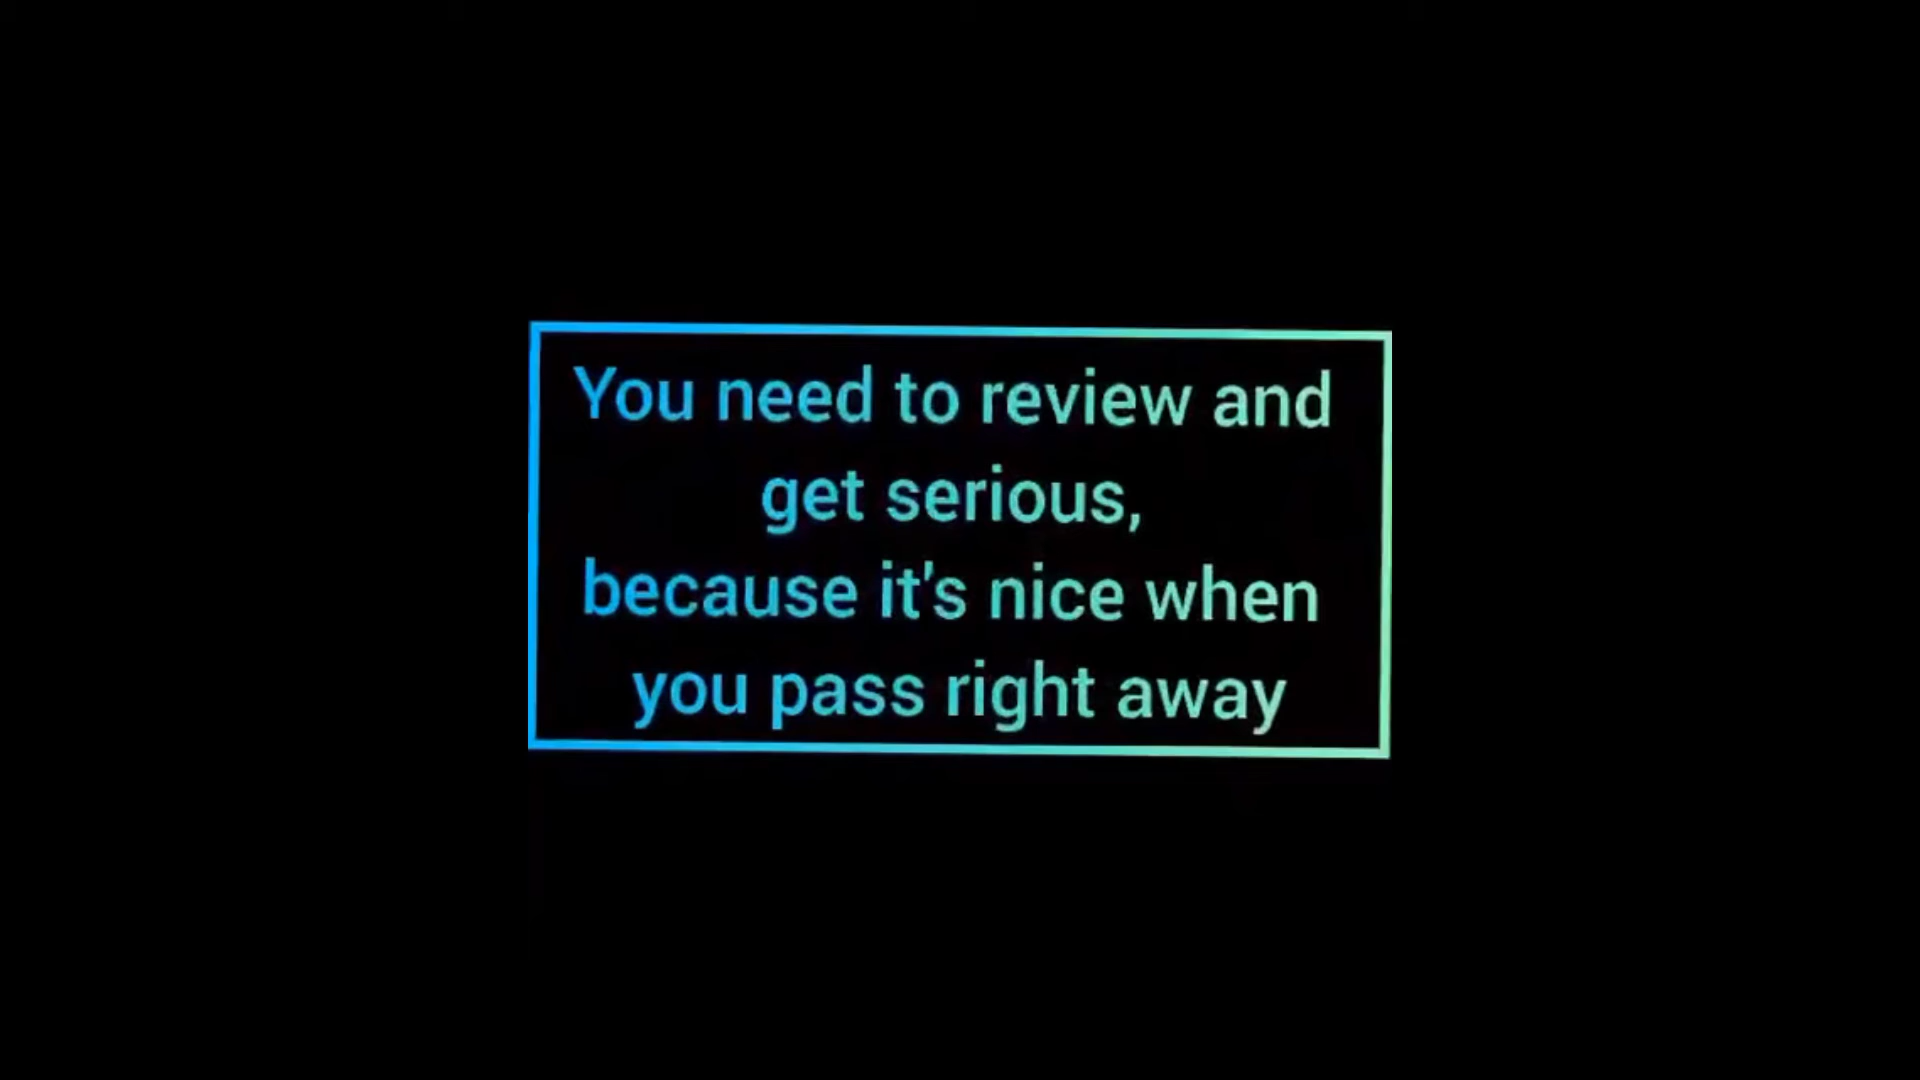 You need to review and
get serious,
because it's nice when
you pass right away